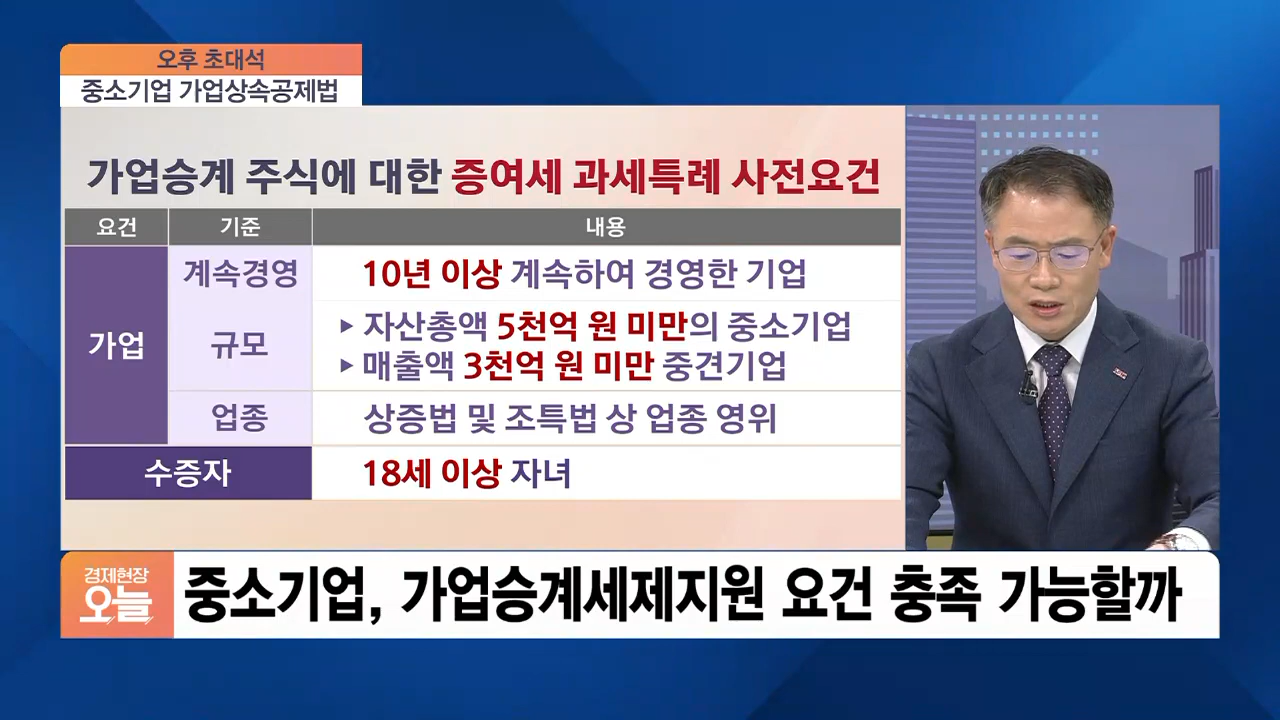 오후 초대석
중소기업 가업상속공제법
가업승계 주식에 대한 증여세 과세특례 사전요건
요건 기준 내용
계속경영 10년 이상 계속하여 경영한 기업
가업 규모 ▶ 자산총액 5천억 원 미만의 중소기업
▶ 매출액 3천억 원 미만 중견기업
업종 상증법 및 조특법 상 업종 영위
수증자 18세 이상 자녀
경제현장
오늘
중소기업, 가업승계세제지원 요건 충족 가능할까